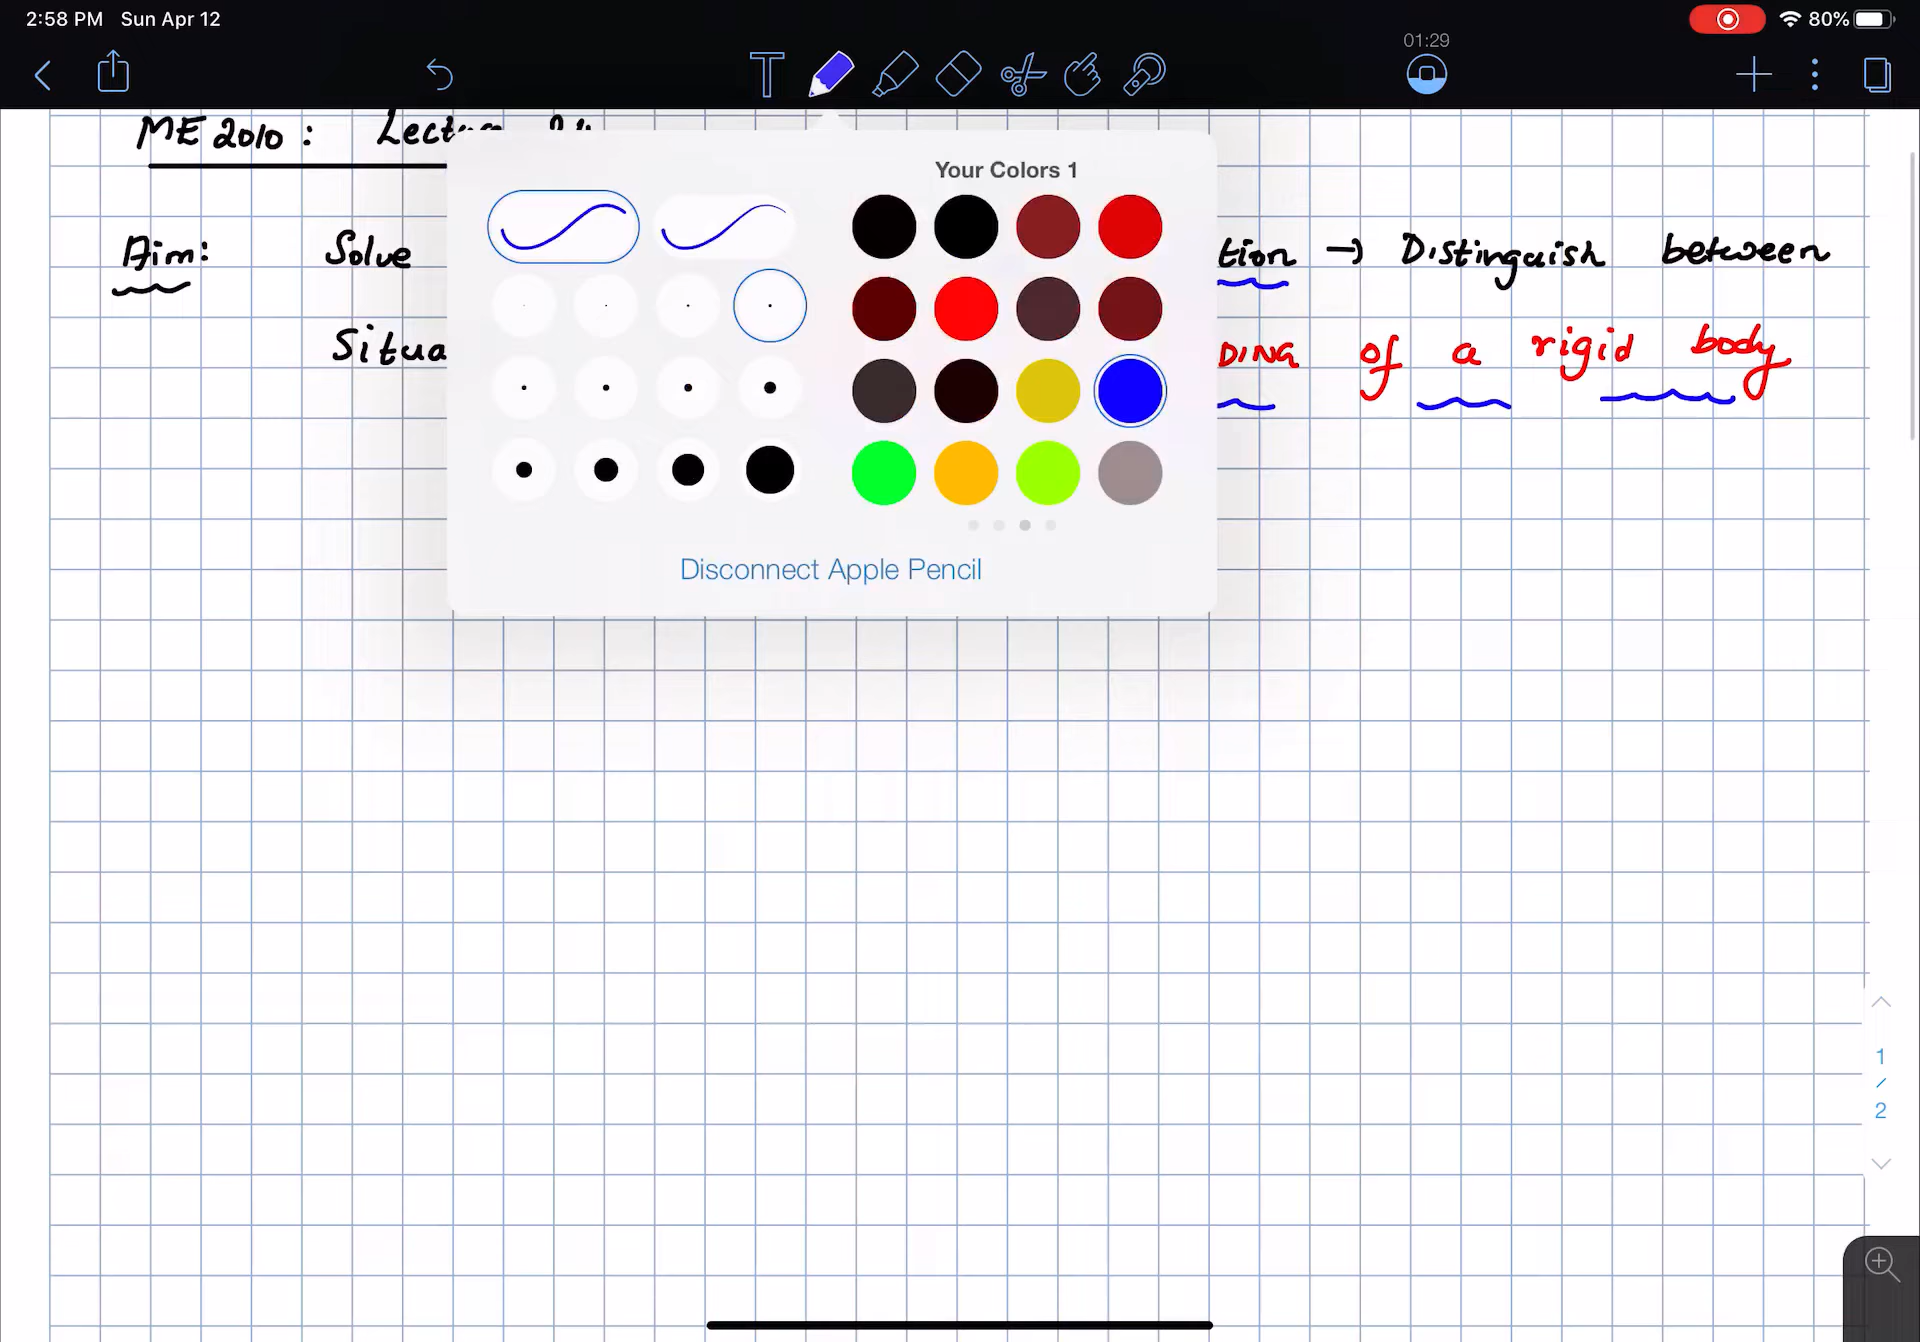 2:58 PM Sun Apr 12
80%
01:29
ME 2010 :
Your Colors 1
Aim: Solve tion → Distinguish between
Situa DING of a rigid body
Disconnect Apple Pencil
1
/
2